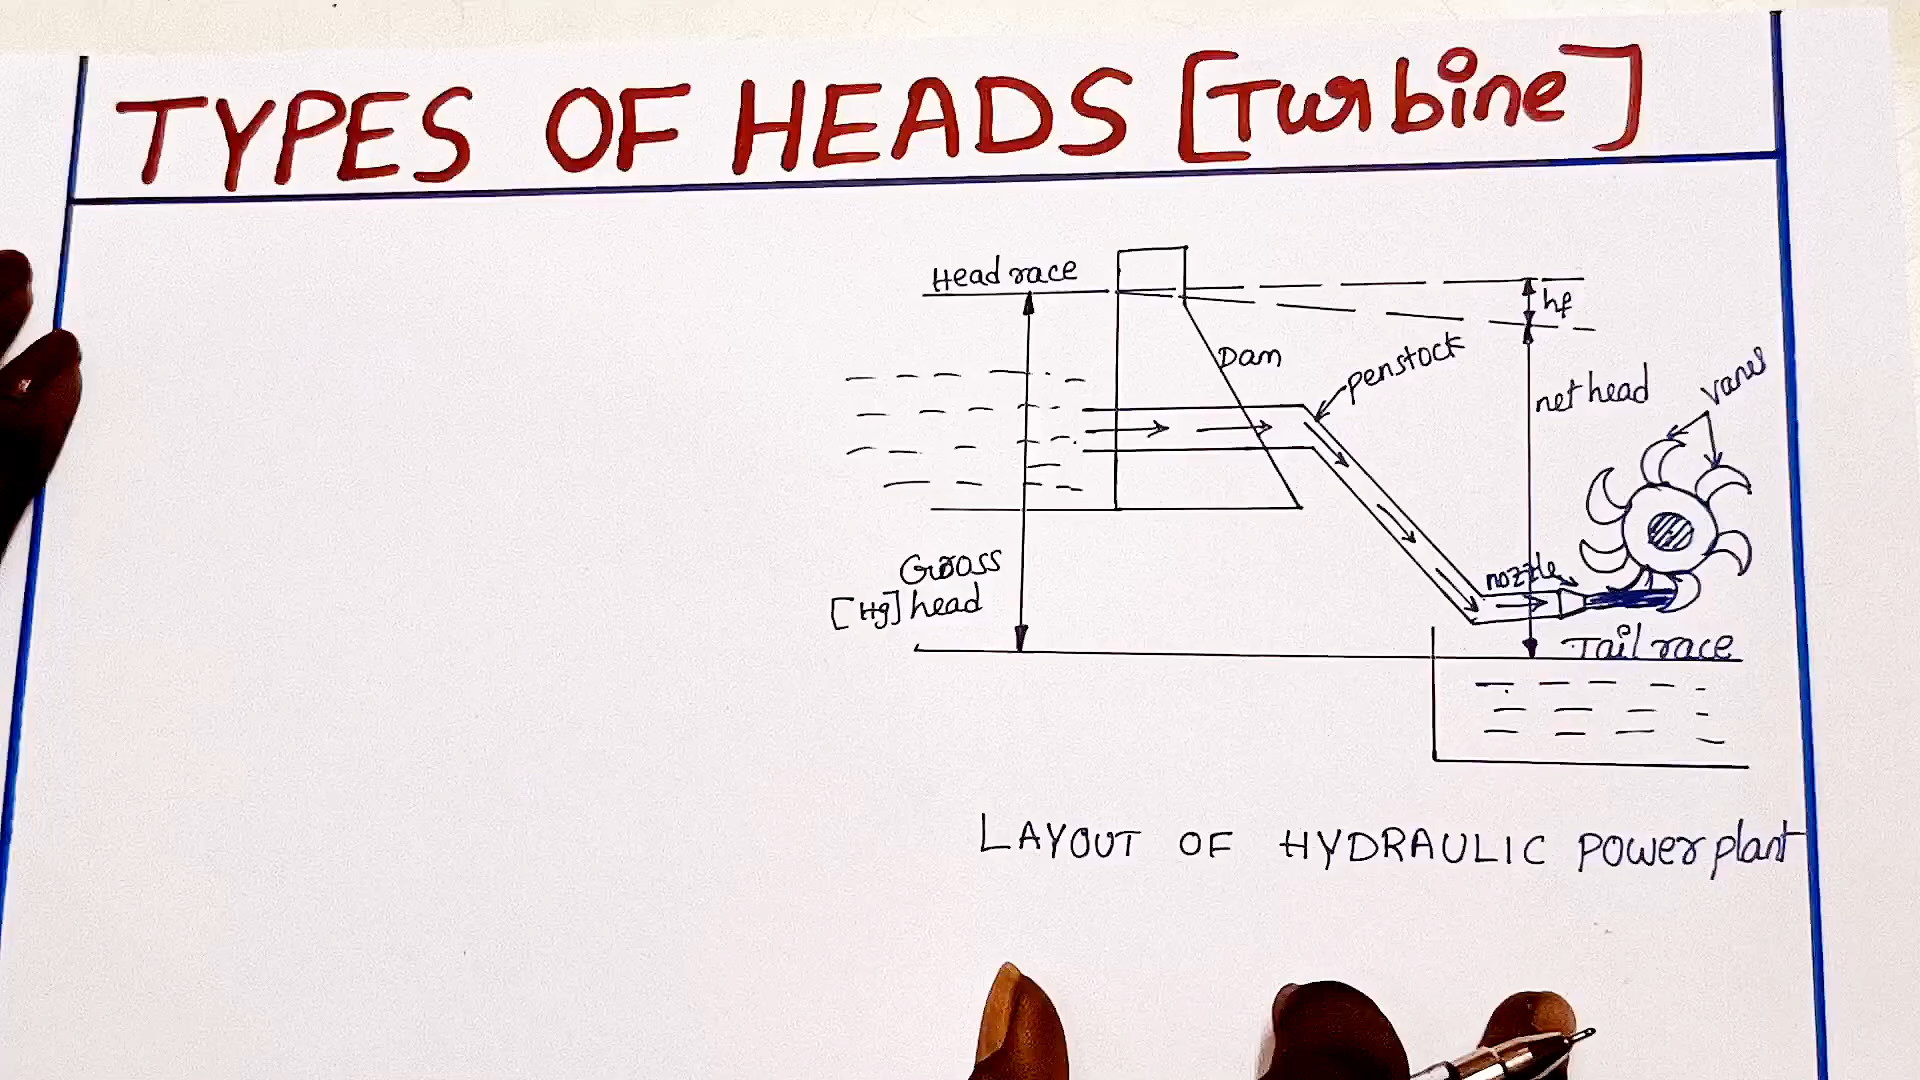 TYPES OF HEADS [Turbine]
Head race
hf
Dam
penstock
net head
vanes
Gross
[Hg] head
nozzle
Tail race
LAYOUT OF HYDRAULIC Power plant